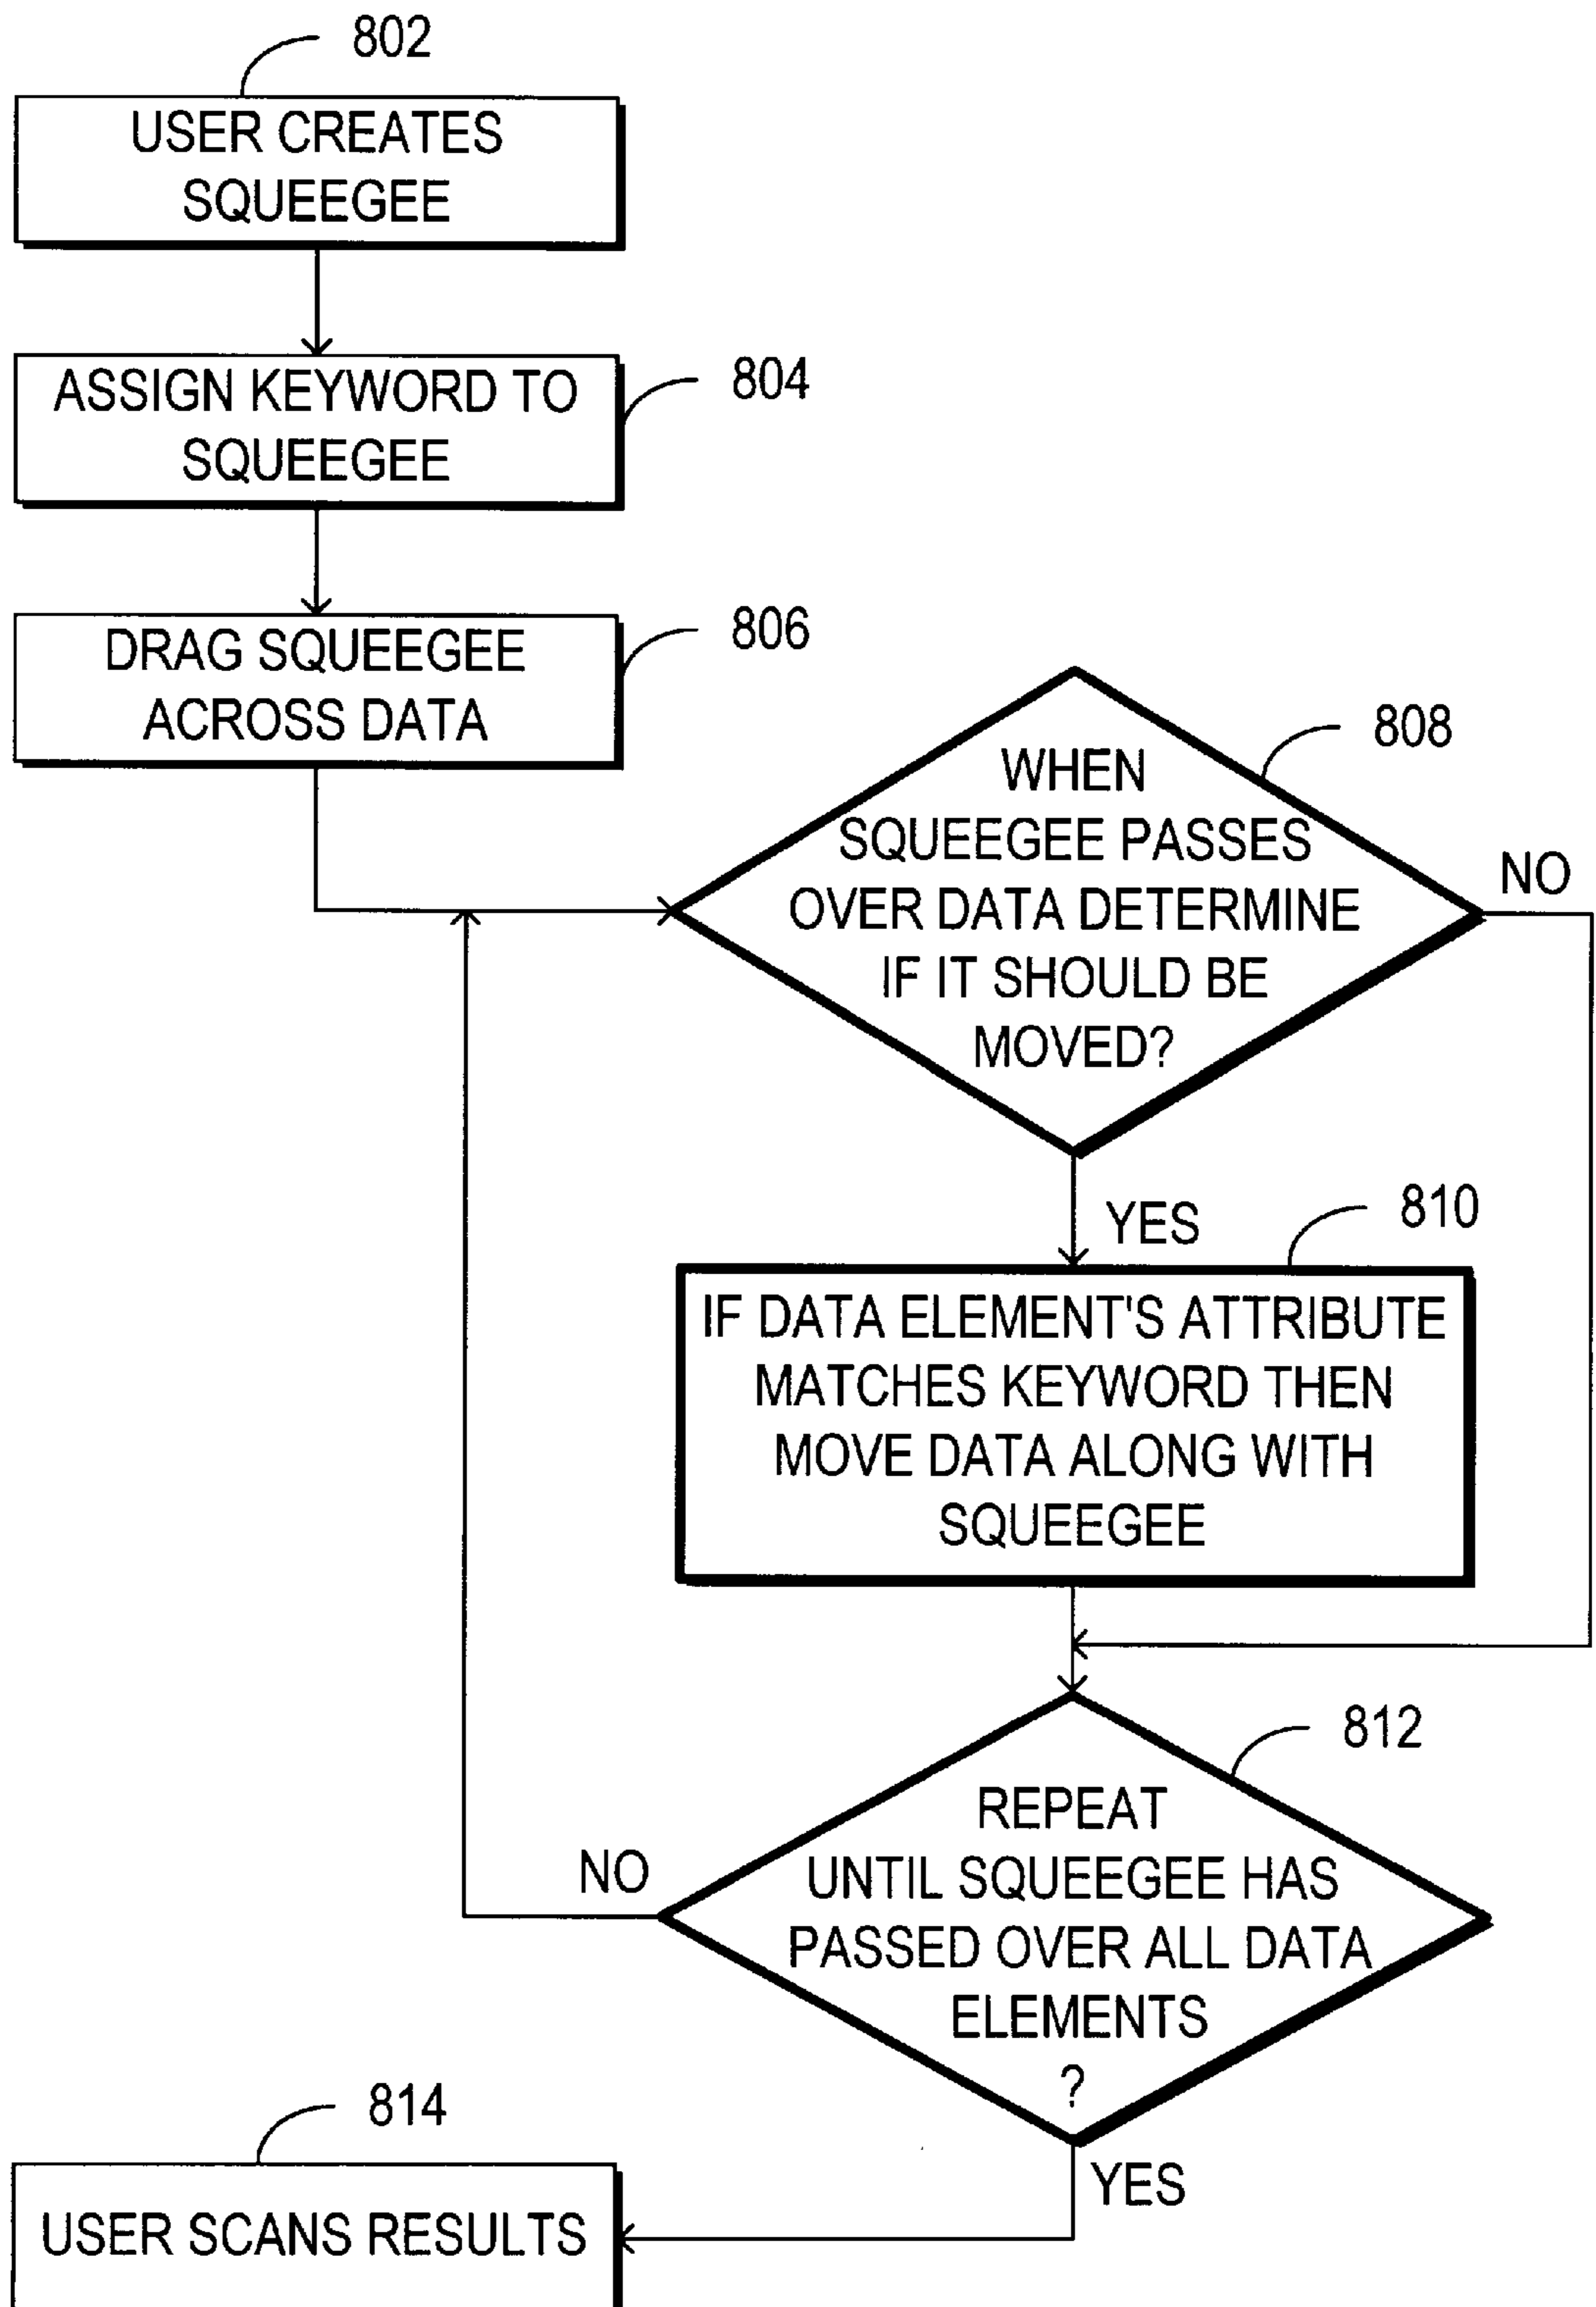 802
USER CREATES
SQUEEGEE
ASSIGN KEYWORD TO
SQUEEGEE
804
DRAG SQUEEGEE
ACROSS DATA
806
808
WHEN
SQUEEGEE PASSES
OVER DATA DETERMINE
IF IT SHOULD BE
MOVED?
NO
YES
810
IF DATA ELEMENT'S ATTRIBUTE
MATCHES KEYWORD THEN
MOVE DATA ALONG WITH
SQUEEGEE
812
REPEAT
UNTIL SQUEEGEE HAS
PASSED OVER ALL DATA
ELEMENTS
?
NO
YES
814
USER SCANS RESULTS